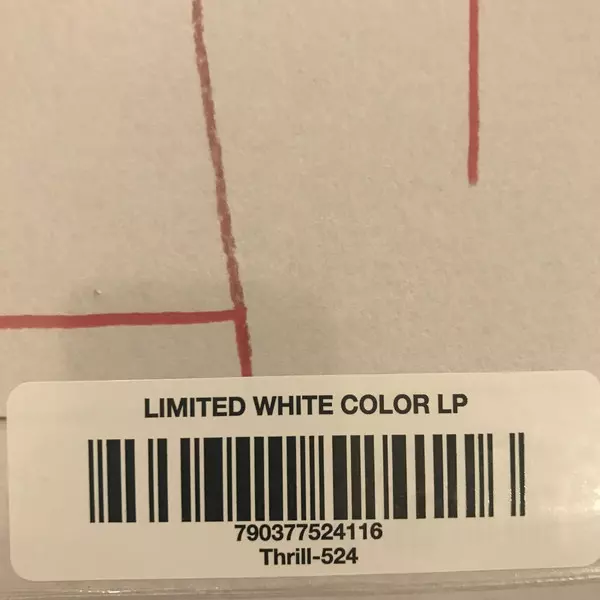 LIMITED WHITE COLOR LP
790377524116
Thrill-524